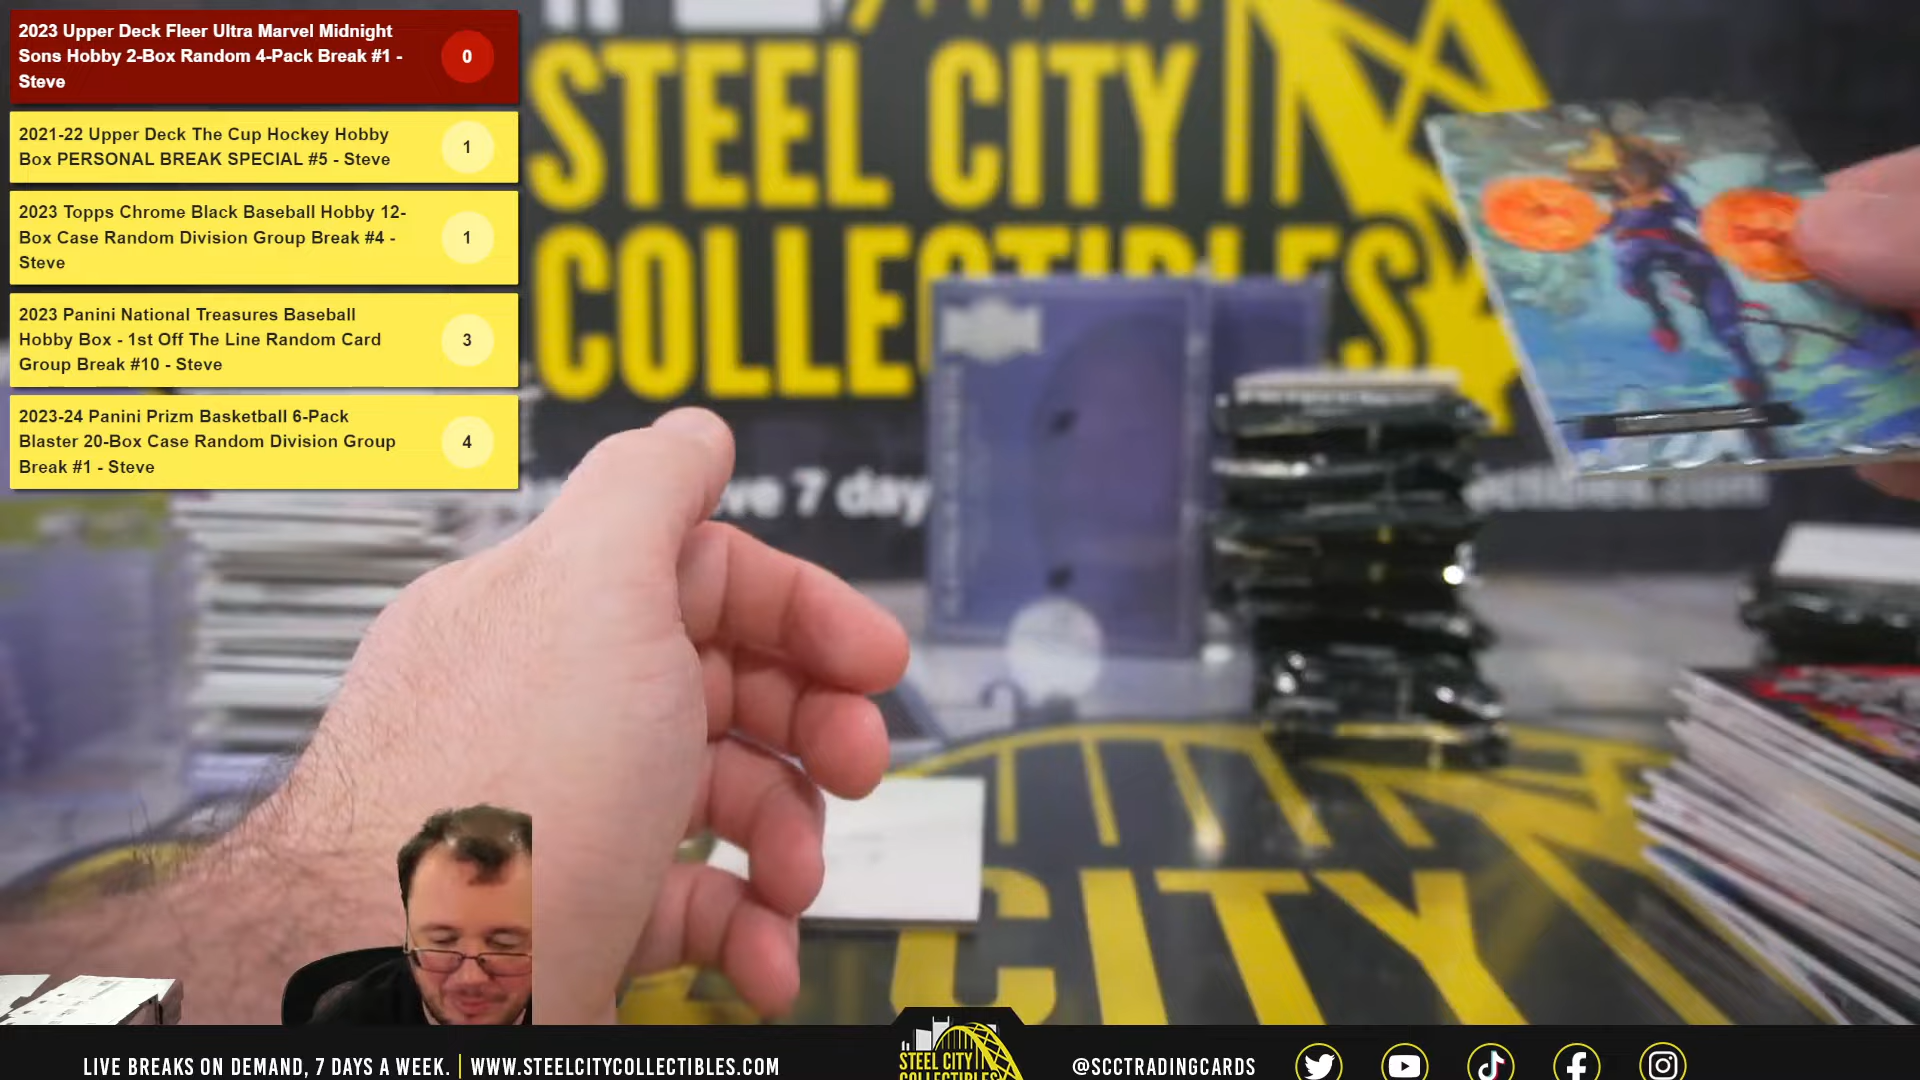 2023 Upper Deck Fleer Ultra Marvel Midnight
Sons Hobby 2-Box Random 4-Pack Break #1 -
Steve
0
2021-22 Upper Deck The Cup Hockey Hobby
Box PERSONAL BREAK SPECIAL #5 - Steve
1
2023 Topps Chrome Black Baseball Hobby 12-
Box Case Random Division Group Break #4 -
Steve
1
2023 Panini National Treasures Baseball
Hobby Box - 1st Off The Line Random Card
Group Break #10 - Steve
3
2023-24 Panini Prizm Basketball 6-Pack
Blaster 20-Box Case Random Division Group
Break #1 - Steve
4
STEEL CITY
COLLECTIBLES
ve 7 day
ectibles.com
CITY
LIVE BREAKS ON DEMAND, 7 DAYS A WEEK. | WWW.STEELCITYCOLLECTIBLES.COM
STEEL CITY
COLLECTIBLES
@SCCTRADINGCARDS